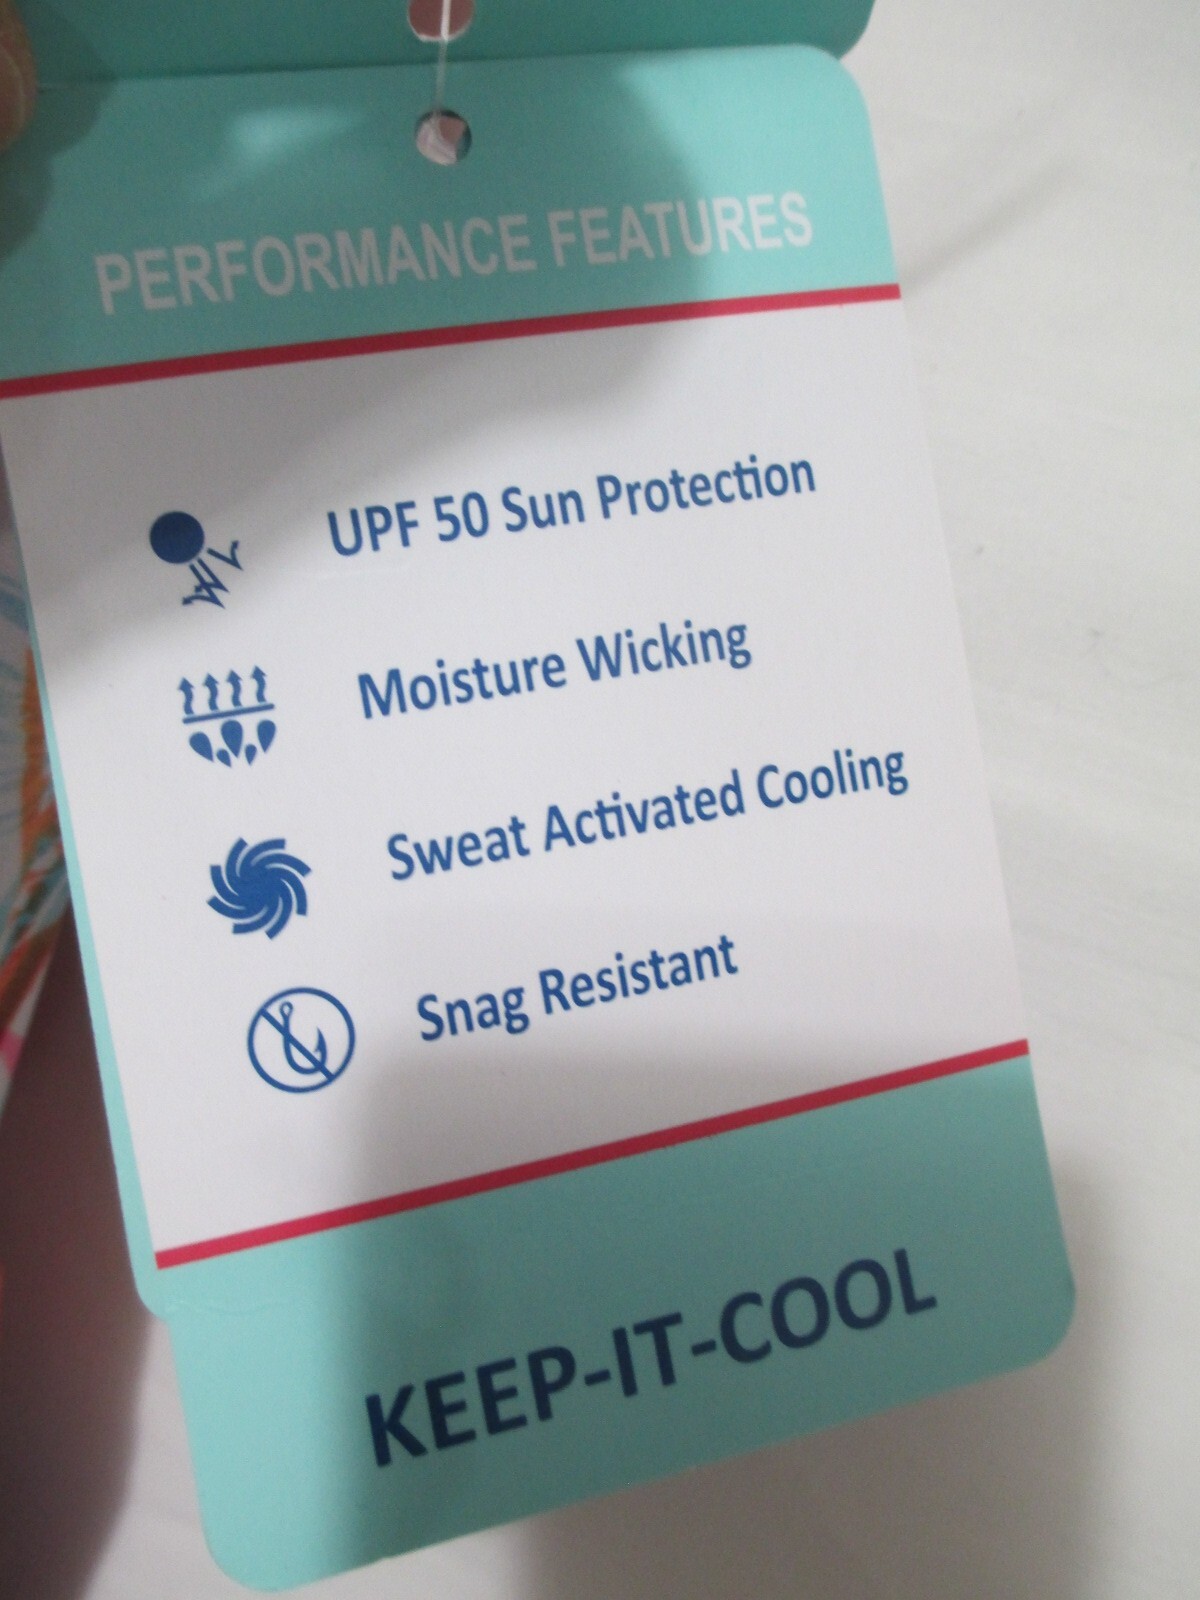 PERFORMANCE FEATURES
UPF 50 Sun Protection
Moisture Wicking
Sweat Activated Cooling
Snag Resistant
KEEP-IT-COOL